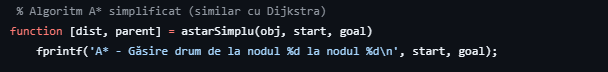 % Algoritm A* simplificat (similar cu Dijkstra)
function [dist, parent] = astarSimplu(obj, start, goal)
fprintf('A* - Găsire drum de la nodul %d la nodul %d\n', start, goal);